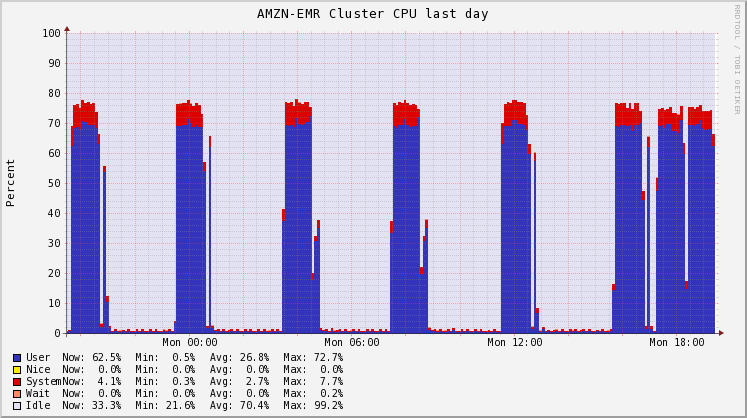 AMZN-EMR Cluster CPU last day
RRDTOOL / TOBI OETIKER
Percent
100
90
80
70
60
50
40
30
20
10
0
Mon 00:00 Mon 06:00 Mon 12:00 Mon 18:00
User Now: 62.5% Min: 0.5% Avg: 26.8% Max: 72.7%
Nice Now: 0.0% Min: 0.0% Avg: 0.0% Max: 0.0%
System Now: 4.1% Min: 0.3% Avg: 2.7% Max: 7.7%
Wait Now: 0.0% Min: 0.0% Avg: 0.0% Max: 0.2%
Idle Now: 33.3% Min: 21.6% Avg: 70.4% Max: 99.2%